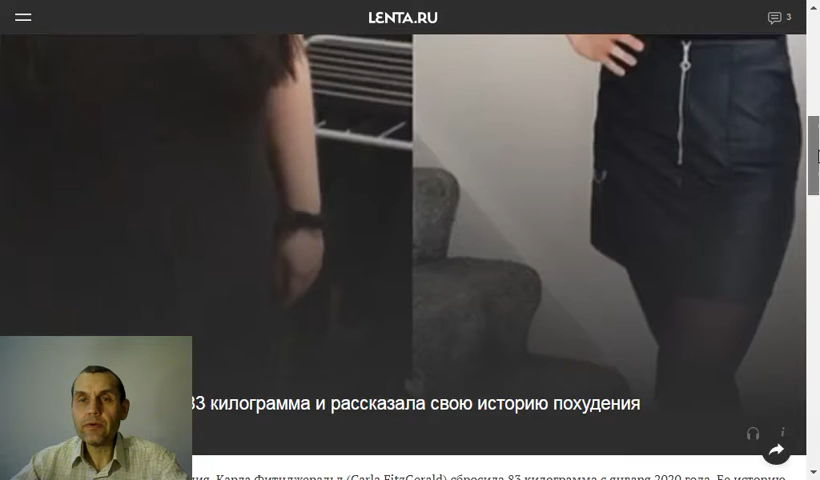 LENTA.RU
3
83 килограмма и рассказала свою историю похудения
Карла Фитцджеральд (Carla FitzGerald) сбросила 83 килограмма с января 2020 года. Ее историю